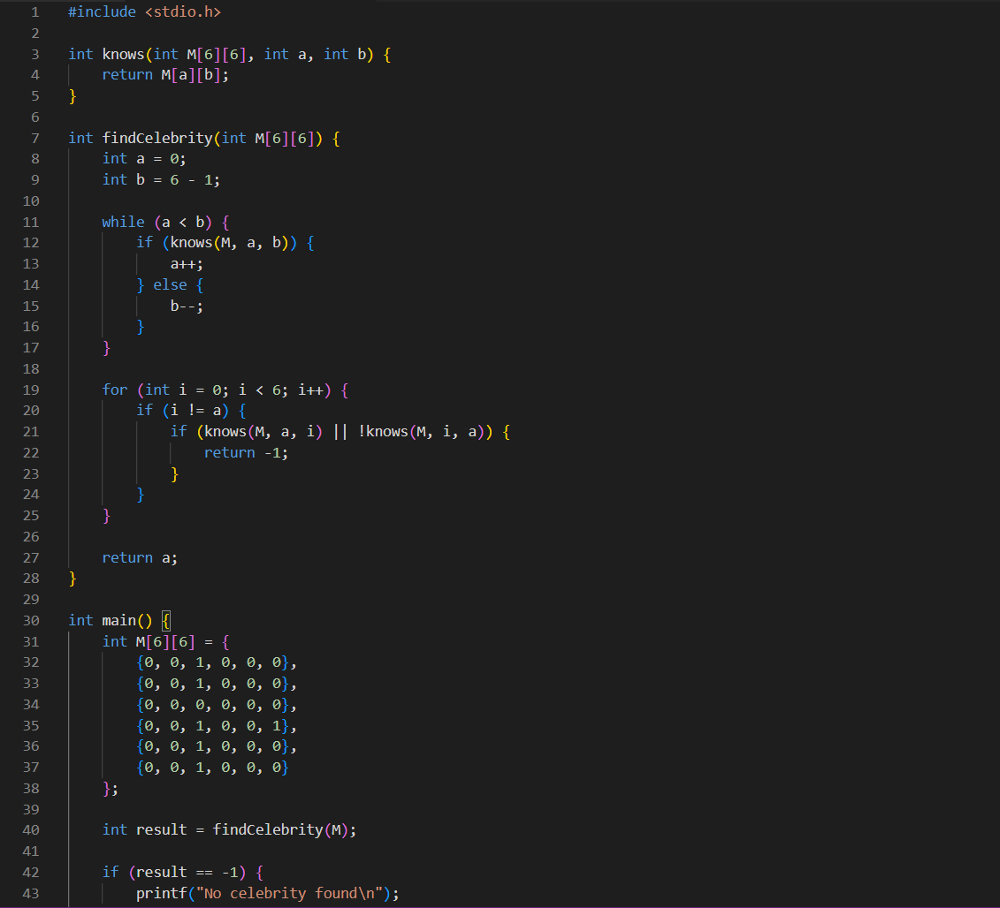 1 #include <stdio.h>
2
3 int knows(int M[6][6], int a, int b) {
4     return M[a][b];
5 }
6
7 int findCelebrity(int M[6][6]) {
8     int a = 0;
9     int b = 6 - 1;
10
11     while (a < b) {
12         if (knows(M, a, b)) {
13             a++;
14         } else {
15             b--;
16         }
17     }
18
19     for (int i = 0; i < 6; i++) {
20         if (i != a) {
21             if (knows(M, a, i) || !knows(M, i, a)) {
22                 return -1;
23             }
24         }
25     }
26
27     return a;
28 }
29
30 int main() {
31     int M[6][6] = {
32         {0, 0, 1, 0, 0, 0},
33         {0, 0, 1, 0, 0, 0},
34         {0, 0, 0, 0, 0, 0},
35         {0, 0, 1, 0, 0, 1},
36         {0, 0, 1, 0, 0, 0},
37         {0, 0, 1, 0, 0, 0}
38     };
39
40     int result = findCelebrity(M);
41
42     if (result == -1) {
43         printf("No celebrity found\n");